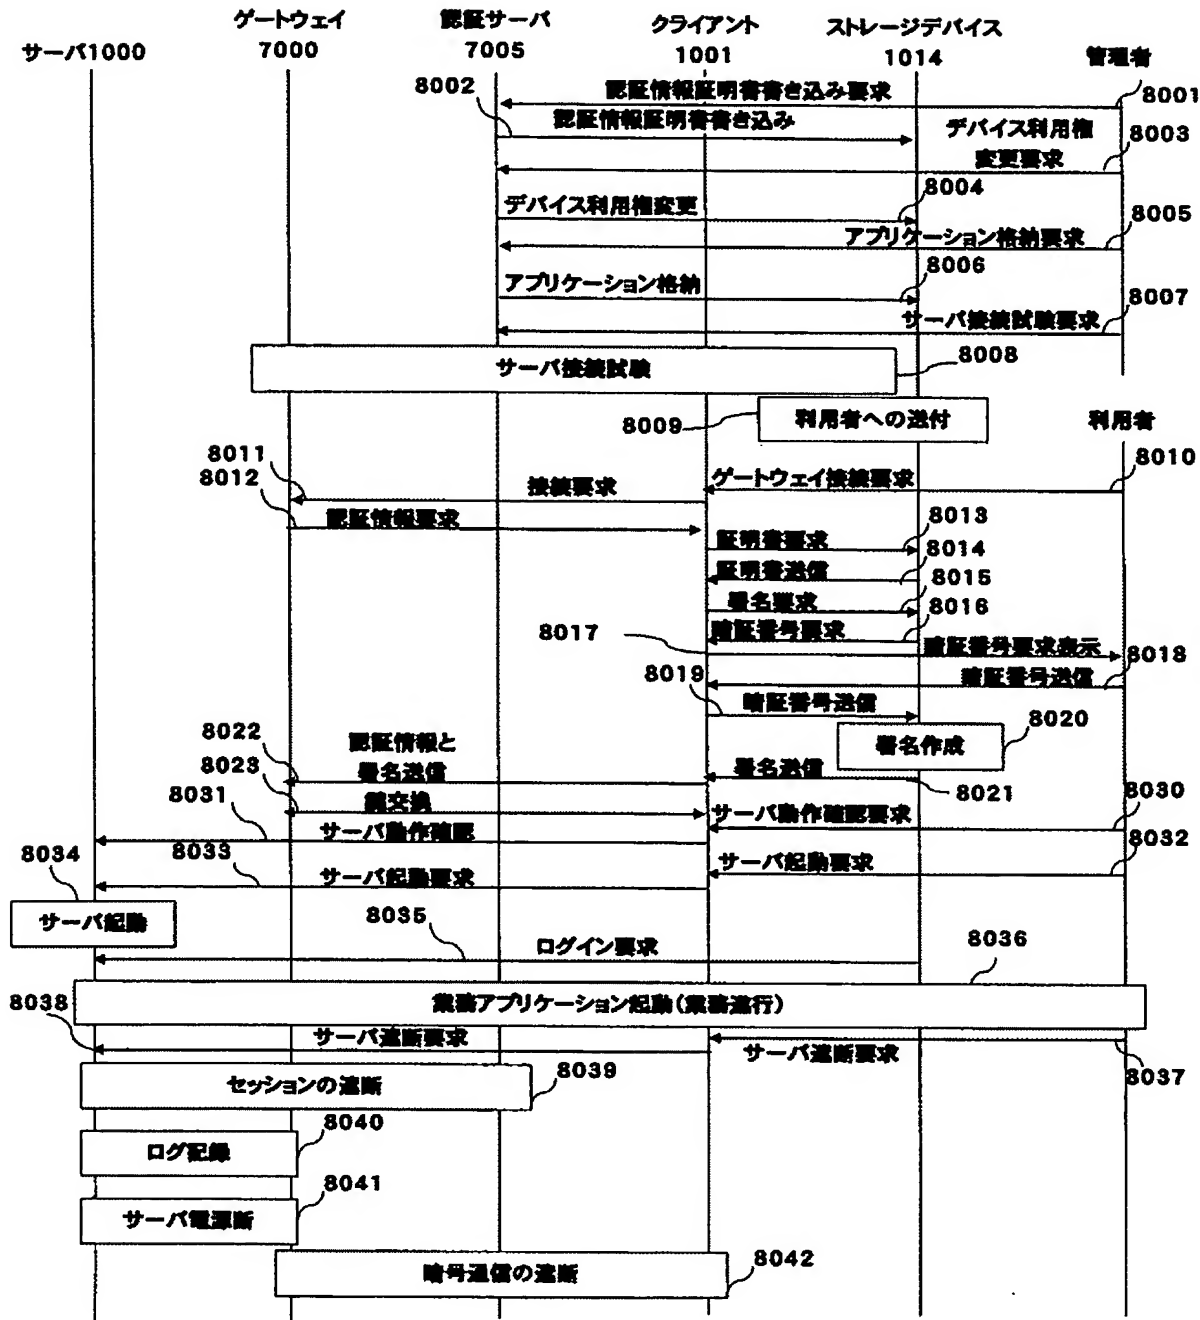 サーバ1000
ゲートウェイ
7000
認証サーバ
7005
クライアント
1001
ストレージデバイス
1014
管理者
認証情報証明書書き込み要求
8001
8002
認証情報証明書書き込み
デバイス利用権
変更要求
8003
デバイス利用権変更
8004
アプリケーション格納要求
8005
アプリケーション格納
8006
サーバ接続試験要求
8007
サーバ接続試験
8008
8009
利用者への送付
利用者
ゲートウェイ接続要求
8010
8011
接続要求
8012
認証情報要求
証明書要求
8013
証明書送信
8014
署名要求
8015
暗証番号要求
8016
8017
暗証番号要求表示
暗証番号送信
8018
8019
暗証番号送信
署名作成
8020
署名送信
8021
8022
認証情報と
署名送信
8023
鍵交換
サーバ動作確認要求
8030
8031
サーバ動作確認
サーバ起動要求
8032
8033
サーバ起動要求
8034
サーバ起動
8035
ログイン要求
8036
業務アプリケーション起動(業務進行)
8038
サーバ遮断要求
サーバ遮断要求
8037
セッションの遮断
8039
ログ記録
8040
サーバ電源断
8041
暗号通信の遮断
8042